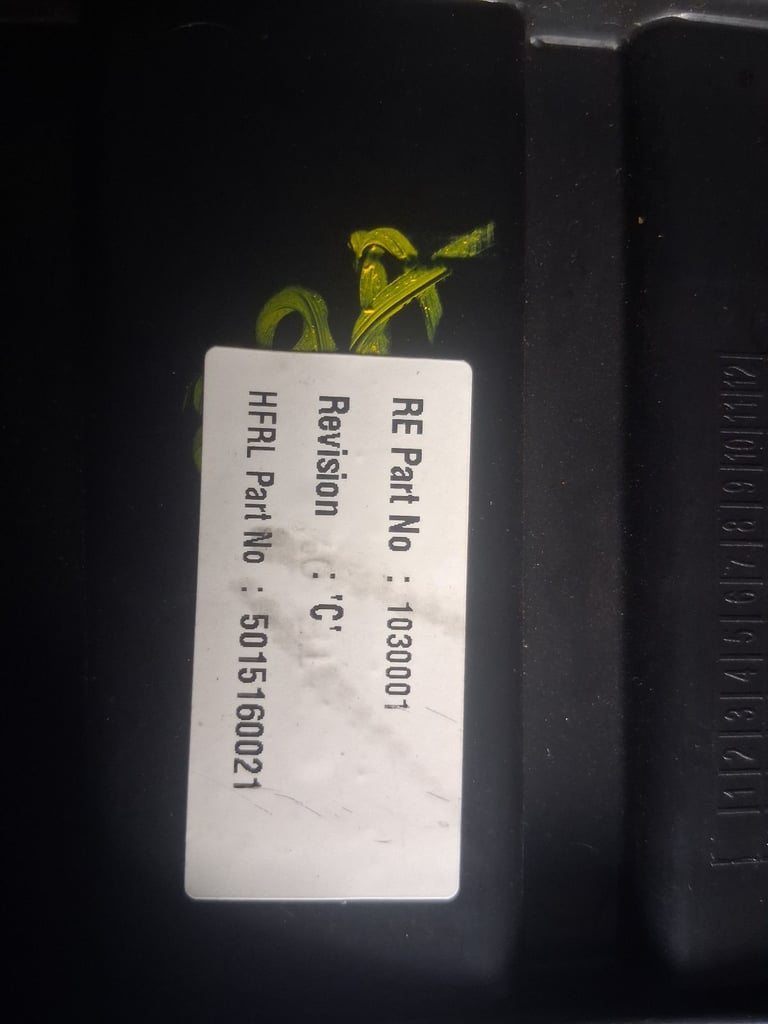 RE Part No : 1030001
Revision : 'C'
HFRL Part No : 5015160021
1 2 3 4 5 6 7 8 9 10 11 12